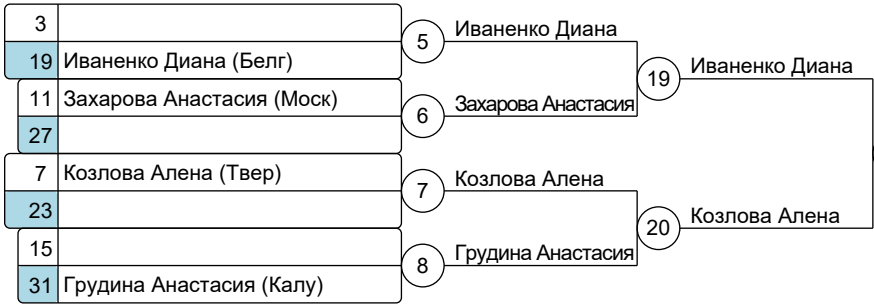 3
5
Иваненко Диана
19 Иваненко Диана (Белг)
19
Иваненко Диана
11 Захарова Анастасия (Моск)
6
Захарова Анастасия
27
7 Козлова Алена (Твер)
7
Козлова Алена
23
20
Козлова Алена
15
8
Грудина Анастасия
31 Грудина Анастасия (Калу)